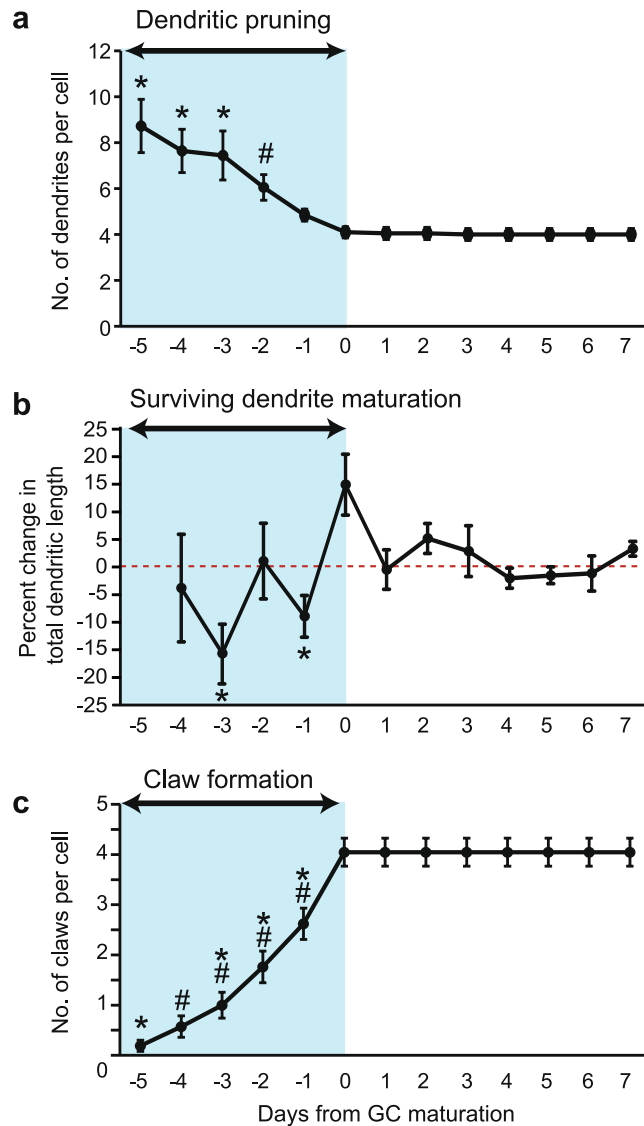 a
Dendritic pruning
No. of dendrites per cell
12
10
8
6
4
2
0
* * * #
-5 -4 -3 -2 -1 0 1 2 3 4 5 6 7
b
Surviving dendrite maturation
Percent change in
total dendritic length
25
20
15
10
5
0
-5
-10
-15
-20
-25
* *
-5 -4 -3 -2 -1 0 1 2 3 4 5 6 7
c
Claw formation
No. of claws per cell
5
4
3
2
1
0
* # *# *# *#
-5 -4 -3 -2 -1 0 1 2 3 4 5 6 7
Days from GC maturation